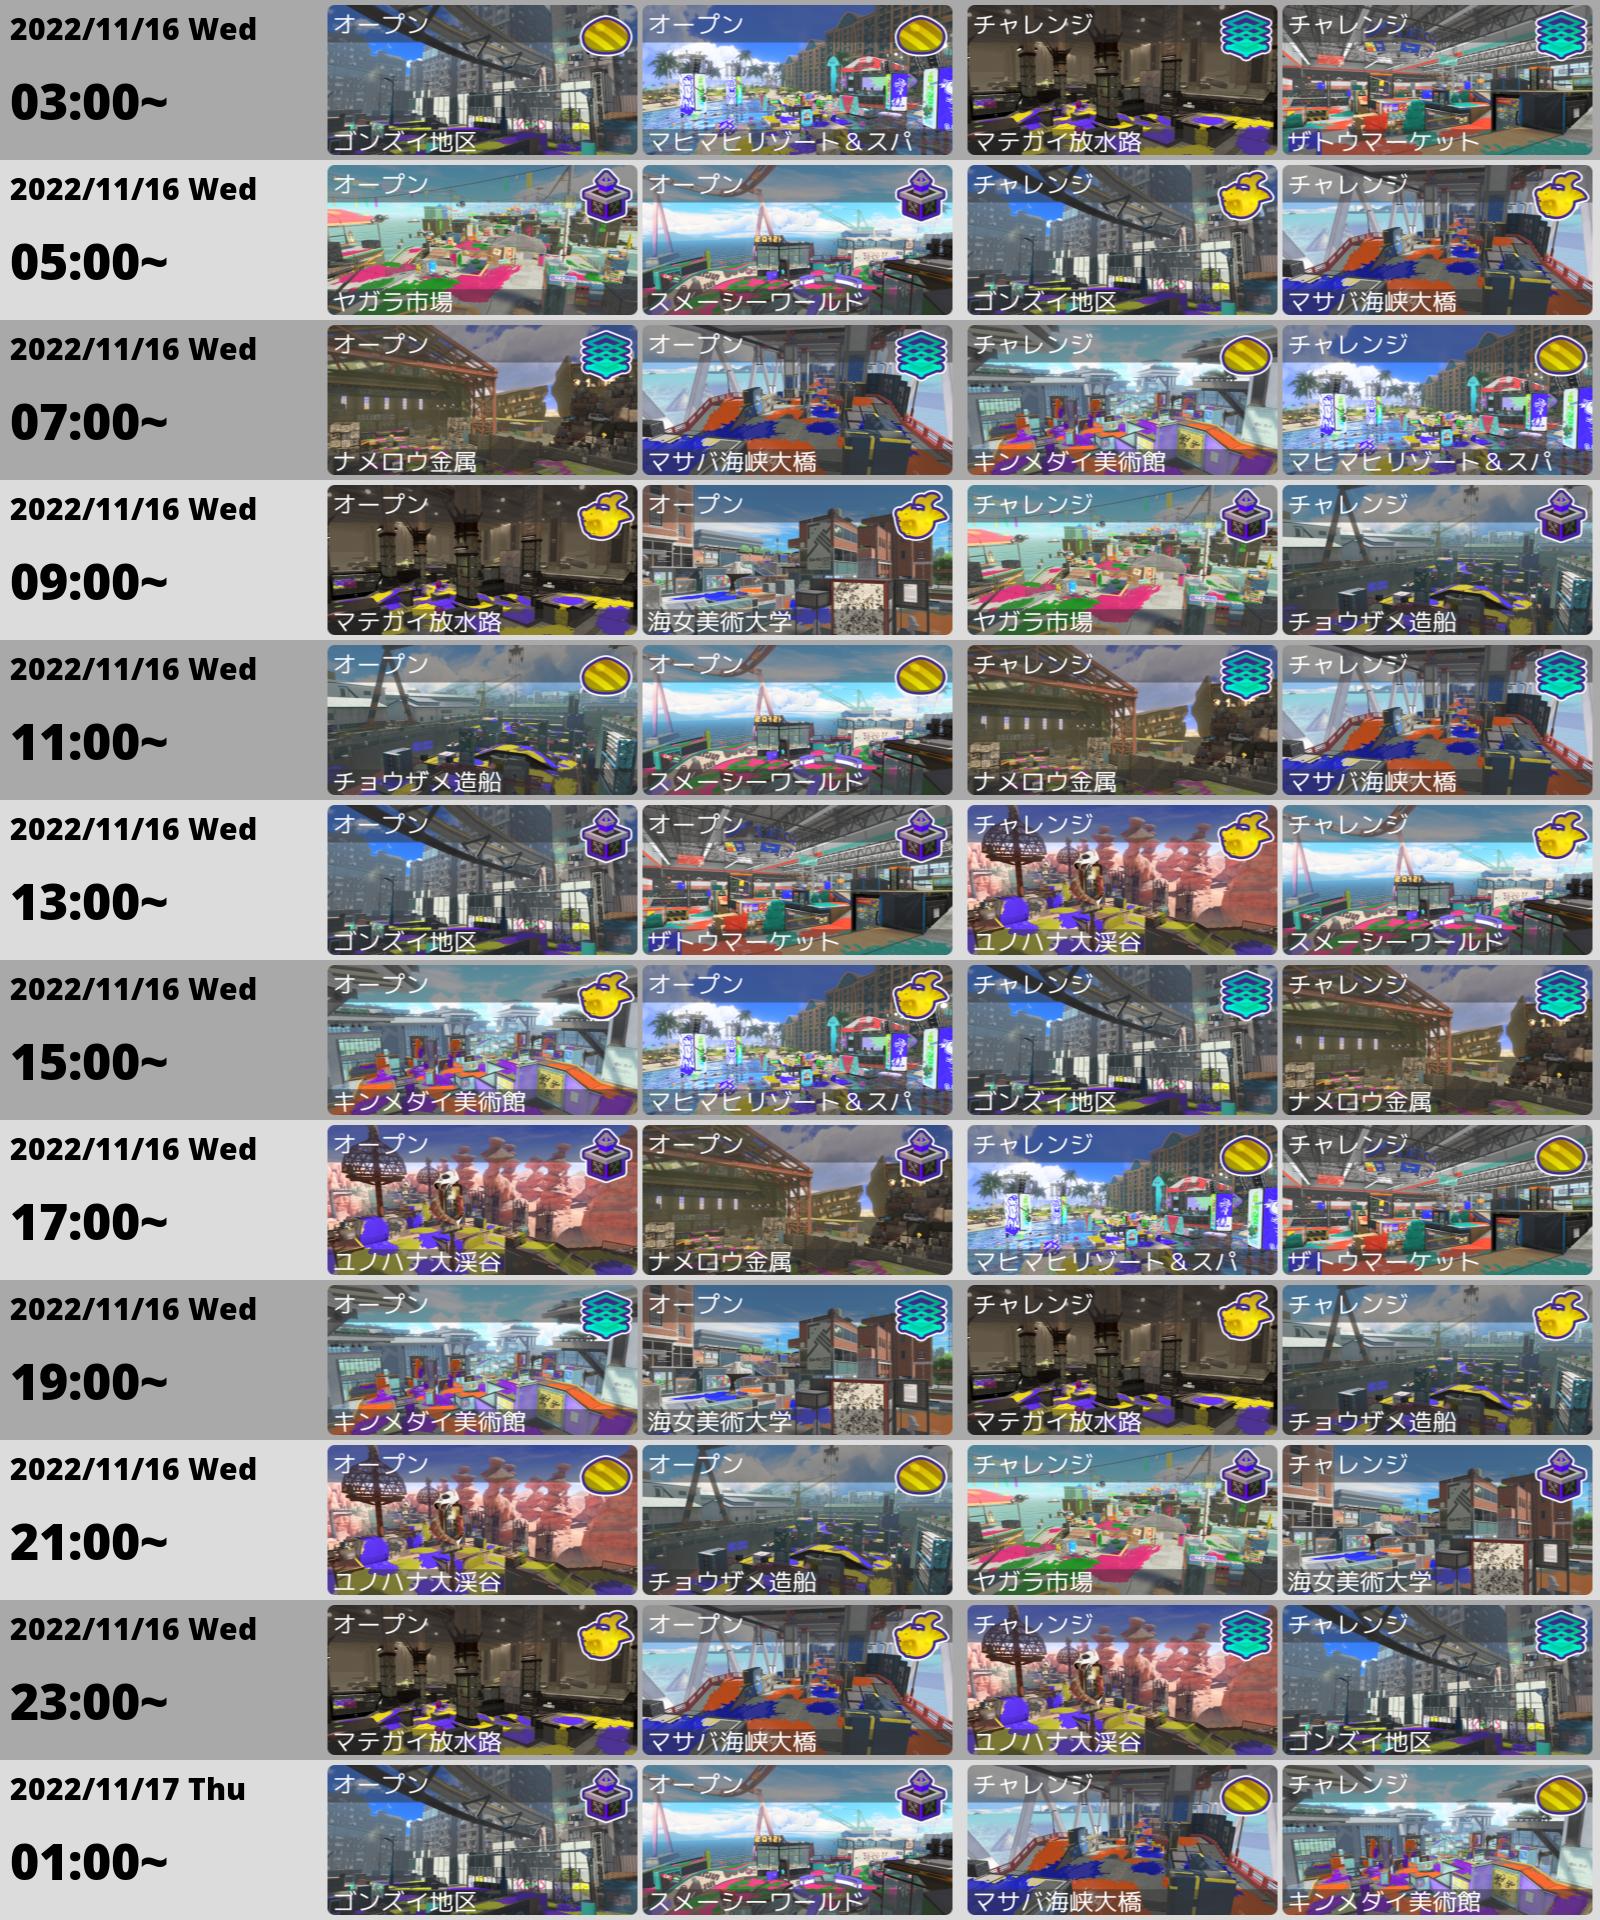 2022/11/16 Wed
03:00~
オープン
ゴンズイ地区
オープン
マヒマヒリゾート＆スパ
チャレンジ
マテガイ放水路
チャレンジ
ザトウマーケット
2022/11/16 Wed
05:00~
オープン
ヤガラ市場
オープン
スメーシーワールド
チャレンジ
ゴンズイ地区
チャレンジ
マサバ海峡大橋
2022/11/16 Wed
07:00~
オープン
ナメロウ金属
オープン
マサバ海峡大橋
チャレンジ
キンメダイ美術館
チャレンジ
マヒマヒリゾート＆スパ
2022/11/16 Wed
09:00~
オープン
マテガイ放水路
オープン
海女美術大学
チャレンジ
ヤガラ市場
チャレンジ
チョウザメ造船
2022/11/16 Wed
11:00~
オープン
チョウザメ造船
オープン
スメーシーワールド
チャレンジ
ナメロウ金属
チャレンジ
マサバ海峡大橋
2022/11/16 Wed
13:00~
オープン
ゴンズイ地区
オープン
ザトウマーケット
チャレンジ
ユノハナ大渓谷
チャレンジ
スメーシーワールド
2022/11/16 Wed
15:00~
オープン
キンメダイ美術館
オープン
マヒマヒリゾート＆スパ
チャレンジ
ゴンズイ地区
チャレンジ
ナメロウ金属
2022/11/16 Wed
17:00~
オープン
ユノハナ大渓谷
オープン
ナメロウ金属
チャレンジ
マヒマヒリゾート＆スパ
チャレンジ
ザトウマーケット
2022/11/16 Wed
19:00~
オープン
キンメダイ美術館
オープン
海女美術大学
チャレンジ
マテガイ放水路
チャレンジ
チョウザメ造船
2022/11/16 Wed
21:00~
オープン
ユノハナ大渓谷
オープン
チョウザメ造船
チャレンジ
ヤガラ市場
チャレンジ
海女美術大学
2022/11/16 Wed
23:00~
オープン
マテガイ放水路
オープン
マサバ海峡大橋
チャレンジ
ユノハナ大渓谷
チャレンジ
ゴンズイ地区
2022/11/17 Thu
01:00~
オープン
ゴンズイ地区
オープン
スメーシーワールド
チャレンジ
マサバ海峡大橋
チャレンジ
キンメダイ美術館